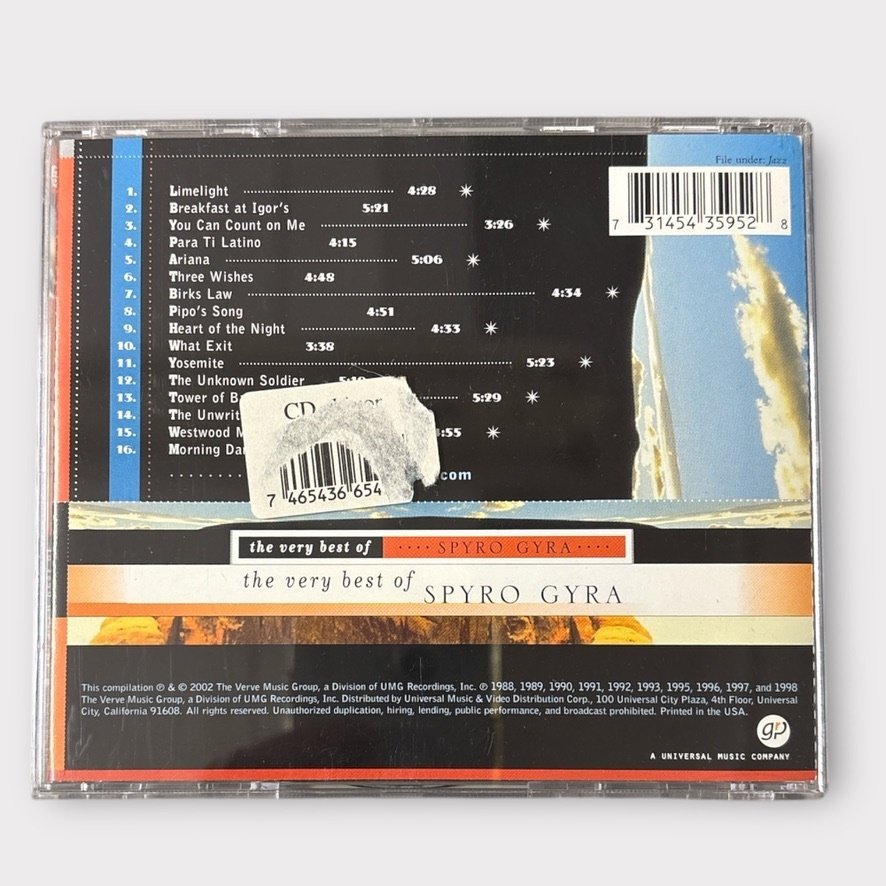 File under: Jazz
7 31454 35952 8
1. Limelight 4:28
2. Breakfast at Igor's 5:21
3. You Can Count on Me 3:26
4. Para Ti Latino 4:15
5. Ariana 5:06
6. Three Wishes 4:48
7. Birks Law 4:34
8. Pipo's Song 4:51
9. Heart of the Night 4:33
10. What Exit 3:38
11. Yosemite 5:23
12. The Unknown Soldier
13. Tower of 5:29
14. The
15. Westwood :55
16. Morning
.com
CD
7 465436 654
the very best of ···· SPYRO GYRA ····
the very best of SPYRO GYRA
This compilation ℗ & © 2002 The Verve Music Group, a Division of UMG Recordings, Inc. ℗ 1988, 1989, 1990, 1991, 1992, 1993, 1995, 1996, 1997, and 1998
The Verve Music Group, a Division of UMG Recordings, Inc. Distributed by Universal Music & Video Distribution Corp., 100 Universal City Plaza, 4th Floor, Universal
City, California 91608. All rights reserved. Unauthorized duplication, hiring, lending, public performance, and broadcast prohibited. Printed in the USA.
grp
A UNIVERSAL MUSIC COMPANY